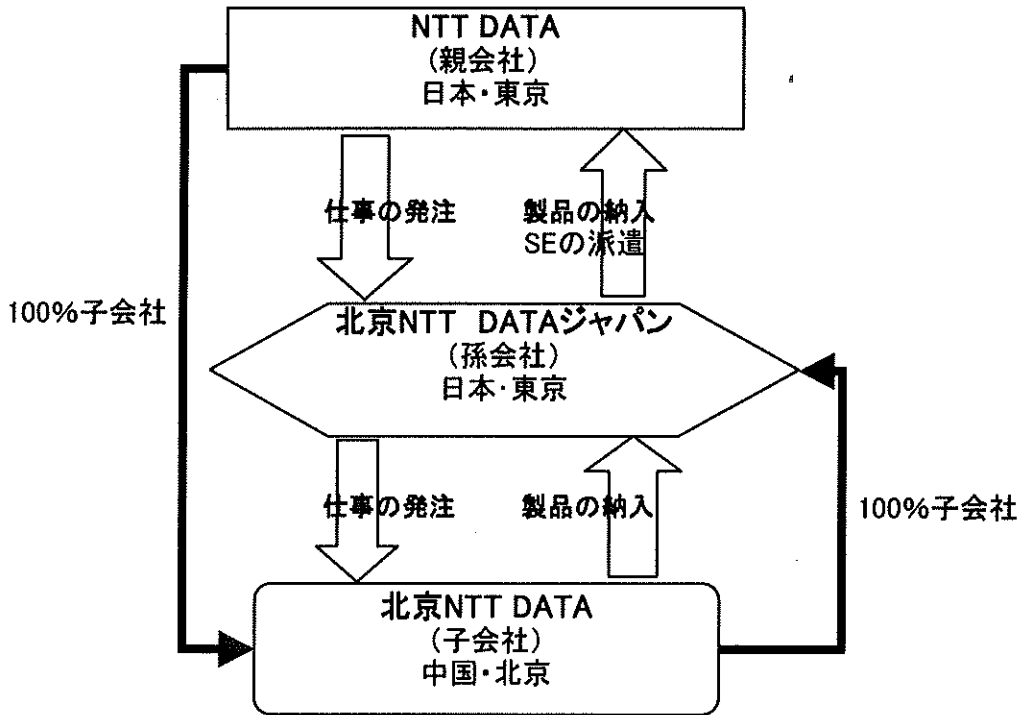 NTT DATA
(親会社)
日本・東京
仕事の発注
製品の納入
SEの派遣
100%子会社
北京NTT DATAジャパン
(孫会社)
日本・東京
仕事の発注
製品の納入
100%子会社
北京NTT DATA
(子会社)
中国・北京